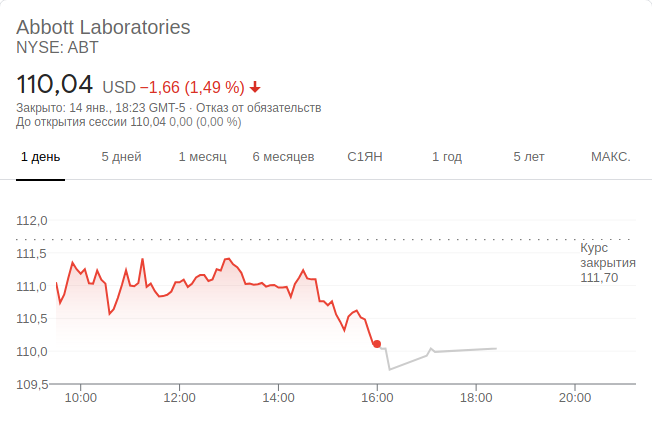 Abbott Laboratories
NYSE: ABT
110,04 USD −1,66 (1,49 %)
Закрыто: 14 янв., 18:23 GMT-5 · Отказ от обязательств
До открытия сессии 110,04 0,00 (0,00 %)
1 день 5 дней 1 месяц 6 месяцев С1ЯН 1 год 5 лет МАКС.
112,0
111,5
111,0
110,5
110,0
109,5
Курс
закрытия
111,70
10:00 12:00 14:00 16:00 18:00 20:00